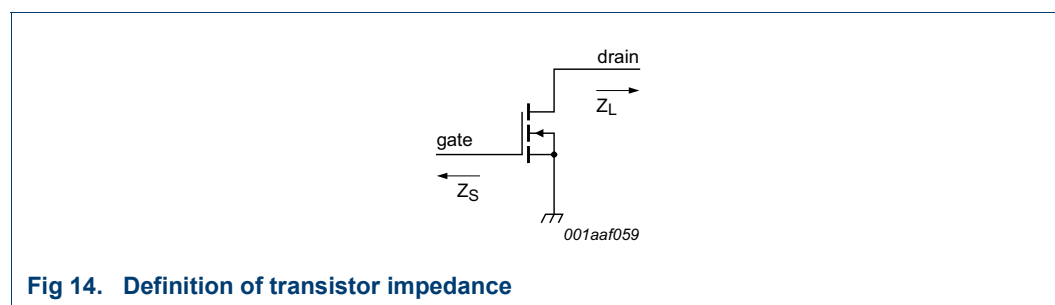 drain
Z_L
gate
Z_S
001aaf059
Fig 14. Definition of transistor impedance